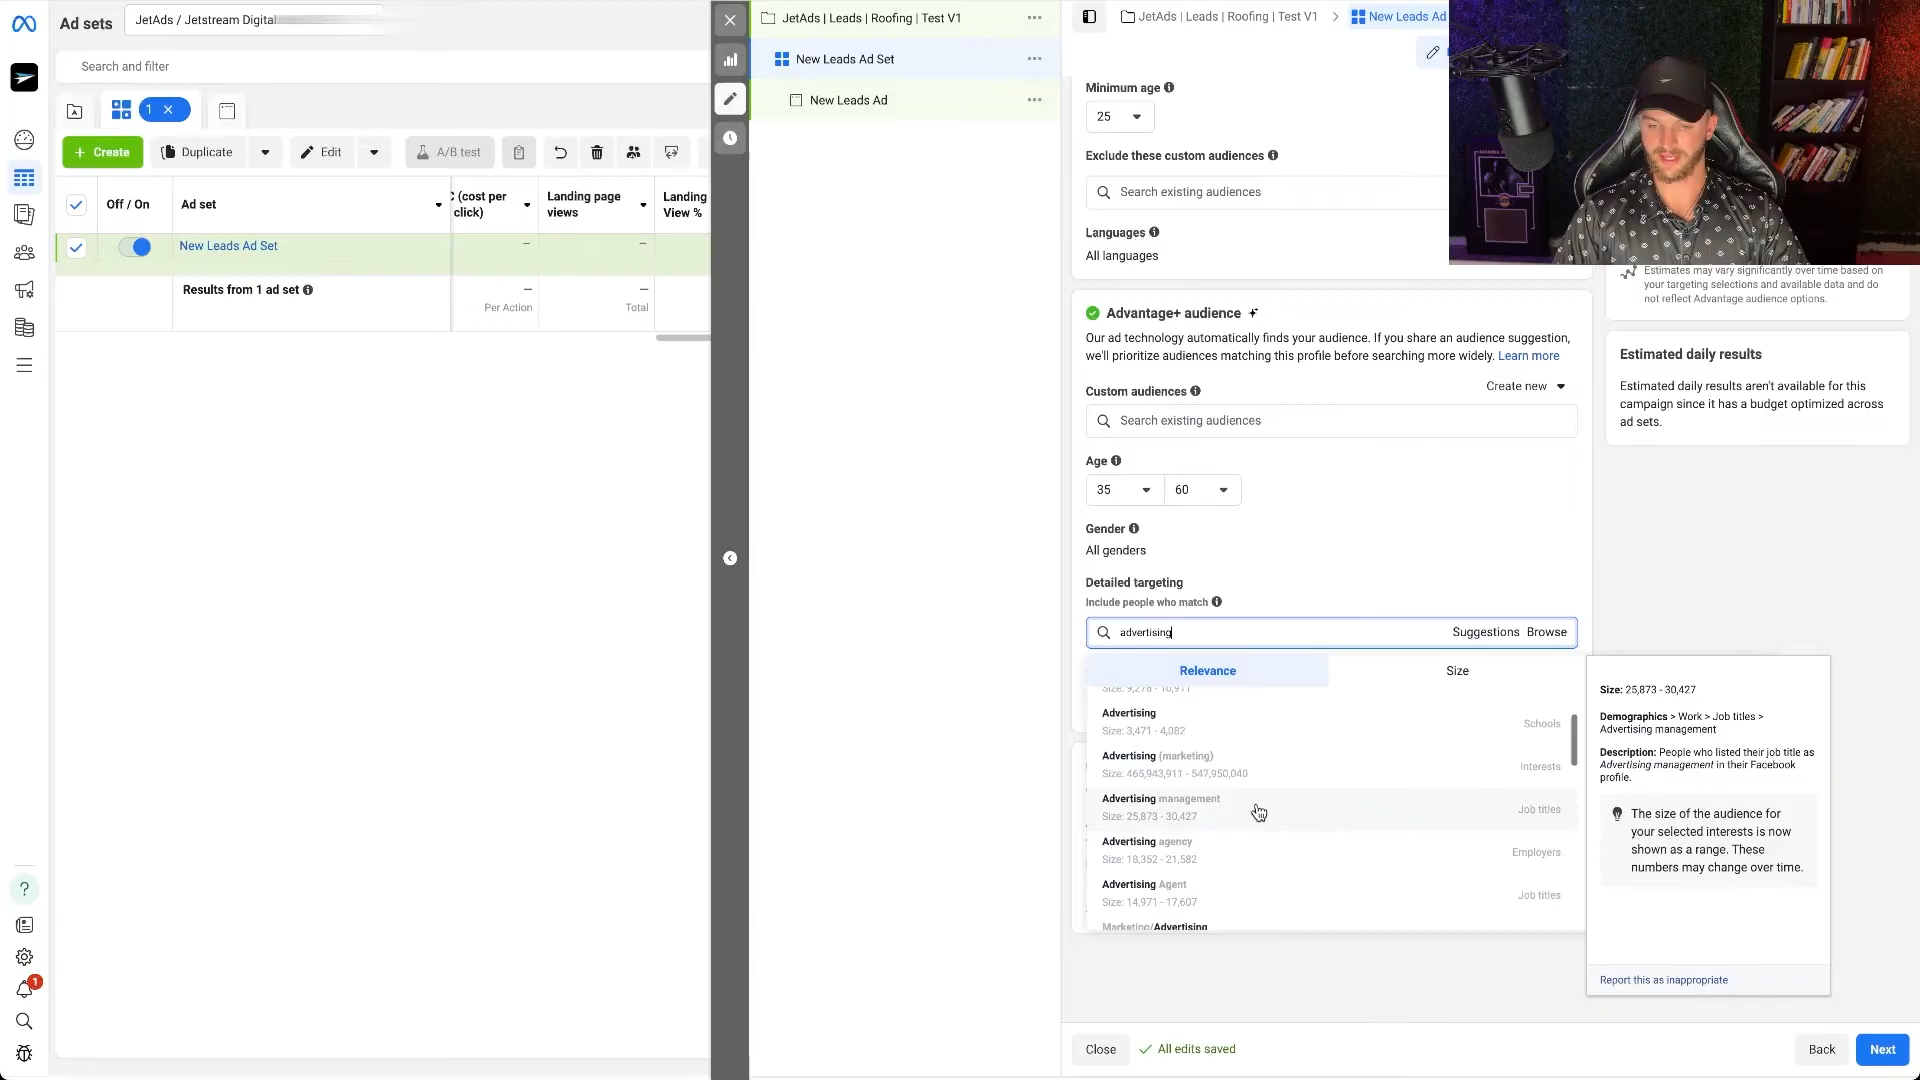 Ad sets
JetAds / Jetstream Digital
Search and filter
1
Create
Duplicate
Edit
A/B test
Off / On
Ad set
(cost per
click)
Landing page
views
Landing
View %
New Leads Ad Set
—
—
Results from 1 ad set
—
Per Action
—
Total
?
1
JetAds | Leads | Roofing | Test V1
New Leads Ad Set
New Leads Ad
JetAds | Leads | Roofing | Test V1
New Leads Ad
Minimum age
25
Exclude these custom audiences
Search existing audiences
Languages
All languages
Advantage+ audience
Our ad technology automatically finds your audience. If you share an audience suggestion,
we'll prioritize audiences matching this profile before searching more widely. Learn more
Custom audiences
Create new
Search existing audiences
Age
35
60
Gender
All genders
Detailed targeting
Include people who match
advertising
Suggestions
Browse
Relevance
Size
Size: 9,278 - 10,911
Advertising
Size: 3,471 - 4,082
Schools
Advertising (marketing)
Size: 465,943,911 - 547,950,040
Interests
Advertising management
Size: 25,873 - 30,427
Job titles
Advertising agency
Size: 18,352 - 21,582
Employers
Advertising Agent
Size: 14,971 - 17,607
Job titles
Marketing/Advertising
Close
All edits saved
Back
Next
Estimates may vary significantly over time based on
your targeting selections and available data and do
not reflect Advantage audience options.
Estimated daily results
Estimated daily results aren't available for this
campaign since it has a budget optimized across
ad sets.
Size: 25,873 - 30,427
Demographics > Work > Job titles >
Advertising management
Description: People who listed their job title as
Advertising management in their Facebook
profile.
The size of the audience for
your selected interests is now
shown as a range. These
numbers may change over time.
Report this as inappropriate